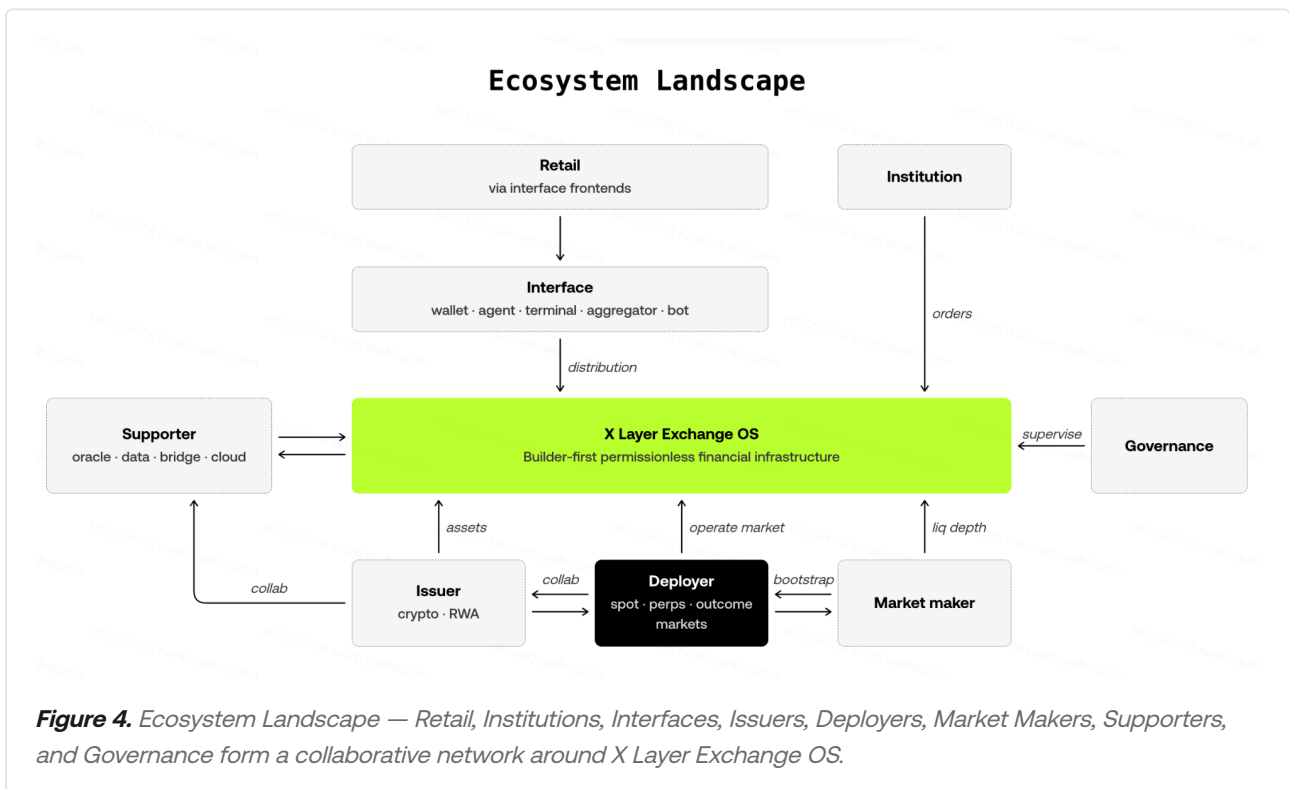 Ecosystem Landscape
Retail
via interface frontends
Institution
Interface
wallet · agent · terminal · aggregator · bot
orders
distribution
Supporter
oracle · data · bridge · cloud
X Layer Exchange OS
Builder-first permissionless financial infrastructure
supervise
Governance
assets
operate market
liq depth
collab
Issuer
crypto · RWA
collab
Deployer
spot · perps · outcome
markets
bootstrap
Market maker
Figure 4. Ecosystem Landscape — Retail, Institutions, Interfaces, Issuers, Deployers, Market Makers, Supporters,
and Governance form a collaborative network around X Layer Exchange OS.